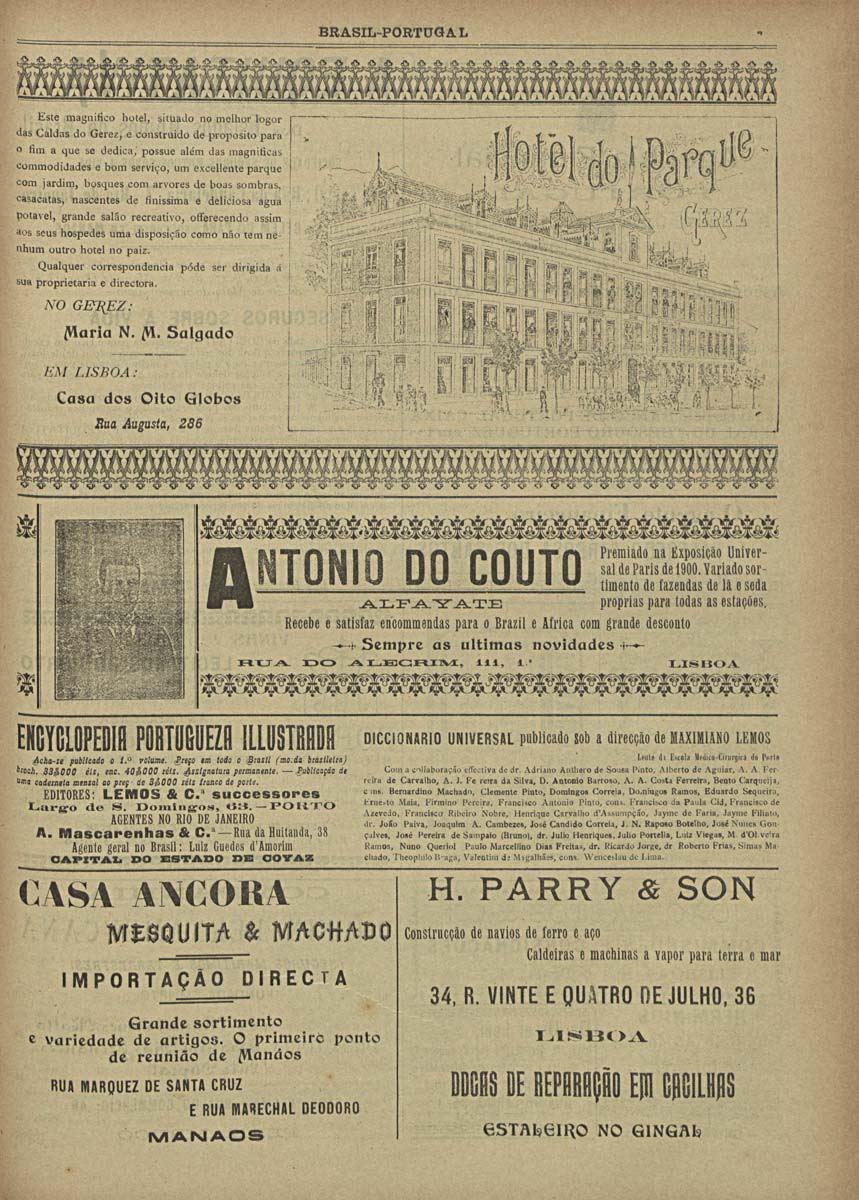 BRASIL-PORTUGAL
Este magnifico hotel, situado no melhor logor
das Caldas do Gerez, e construido de proposito para
o fim a que se dedica, possue além das magnificas
commodidades e bom serviço, um excellente parque
com jardim, bosques com arvores de boas sombras,
casacatas, nascentes de finissima e deliciosa agua
potavel, grande salão recreativo, offerecendo assim
aos seus hospedes uma disposição como não tem ne-
nhum outro hotel no paiz.
Qualquer correspondencia póde ser dirigida á
sua proprietaria e directora.
NO GEREZ:
Maria N. M. Salgado
EM LISBOA:
Casa dos Oito Globos
Rua Augusta, 286
Hotel do Parque
GEREZ
ANTONIO DO COUTO
ALFAYATE
Premiado na Exposição Univer-
sal de Paris de 1900. Variado sor-
timento de fazendas de lã e seda
proprias para todas as estações.
Recebe e satisfaz encommendas para o Brazil e Africa com grande desconto
Sempre as ultimas novidades
RUA DO ALECRIM, 111, 1.º LISBOA
ENCYCLOPEDIA PORTUGUEZA ILLUSTRADA
Acha-se publicado o 1.º volume. Preço em todo o Brasil (mo.da brasileira)
broch. 33$000 éis, enc. 40$000 réis. Assignatura permanente. — Publicação de
uma caderneta mensal ao preg. de 3$000 réis franco de porte.
EDITORES: LEMOS & C.ª successores
Largo de S. Domingos, 63.—PORTO
AGENTES NO RIO DE JANEIRO
A. Mascarenhas & C.ª—Rua da Huitanda, 38
Agente geral no Brasil: Luiz Guedes d'Amorim
CAPITAL DO ESTADO DE GOYAZ
DICCIONARIO UNIVERSAL publicado sob a direcção de MAXIMIANO LEMOS
Lente da Escola Medico-Cirurgica do Porto
Com a collaboração effectiva de dr. Adriano Anthero de Sousa Pinto, Alberto de Aguiar, A. A. Fer-
reira de Carvalho, A. J. Fe reira da Silva, D. Antonio Barroso, A. A. Costa Ferreira, Bento Carqueja,
cons. Bernardino Machado, Clemente Pinto, Domingos Correia, Domingos Ramos, Eduardo Sequeira,
Ernesto Maia, Firmino Pereira, Francisco Antonio Pinto, cons. Francisco da Paula Cid, Francisco de
Azevedo, Francisco Ribeiro Nobre, Henrique Carvalho d'Assumpção, Jayme de Faria, Jayme Filinto,
dr. João Paiva, Joaquim A. Cambezes, José Candido Correia, J. N. Raposo Botelho, José Nunes Gon-
çalves, José Pereira de Sampaio (Bruno), dr. Julio Henriques, Julio Portella, Luiz Viegas, M. d'Oliveira
Ramos, Nuno Queriol Paulo Marcellino Dias Freitas, dr. Ricardo Jorge, dr Roberto Frias, Simas Ma-
chado, Theophilo Braga, Valentim de Magalhães, cons. Wenceslau de Lima.
CASA ANCORA
MESQUITA & MACHADO
IMPORTAÇÃO DIRECTA
Grande sortimento
e variedade de artigos. O primeiro ponto
de reunião de Manáos
RUA MARQUEZ DE SANTA CRUZ
E RUA MARECHAL DEODORO
MANAOS
H. PARRY & SON
Construcção de navios de ferro e aço
Caldeiras e machinas a vapor para terra e mar
34, R. VINTE E QUATRO DE JULHO, 36
LISBOA
DOCAS DE REPARAÇÃO EM CACILHAS
ESTALEIRO NO GINGAL